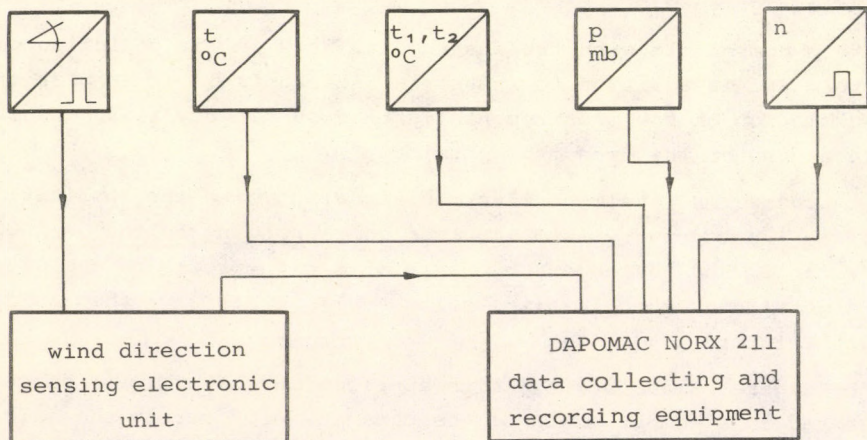 t
°C
t₁,t₂
°C
p
mb
n
wind direction
sensing electronic
unit
DAPOMAC NORX 211
data collecting and
recording equipment